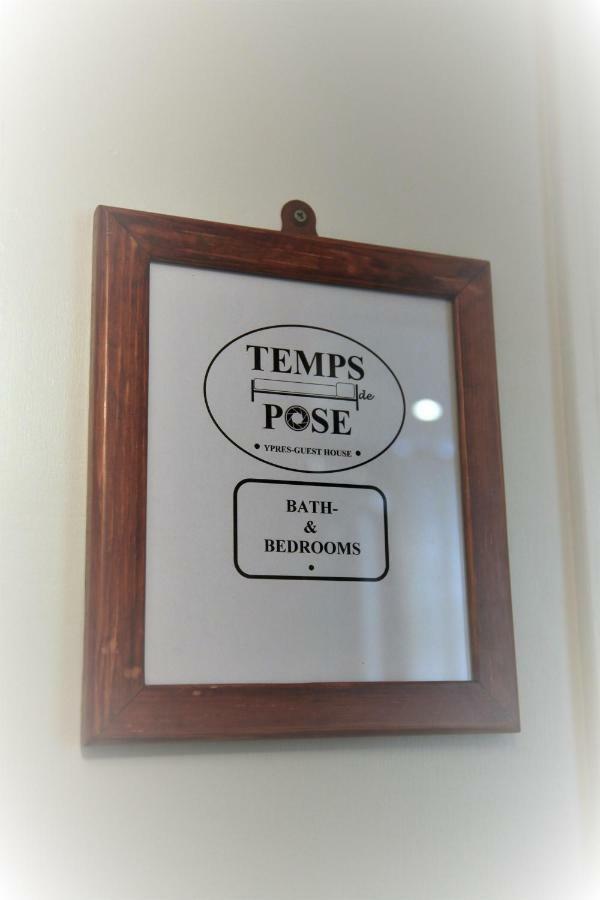 TEMPS
de
POSE
• YPRES-GUEST HOUSE •
BATH-
&
BEDROOMS
•